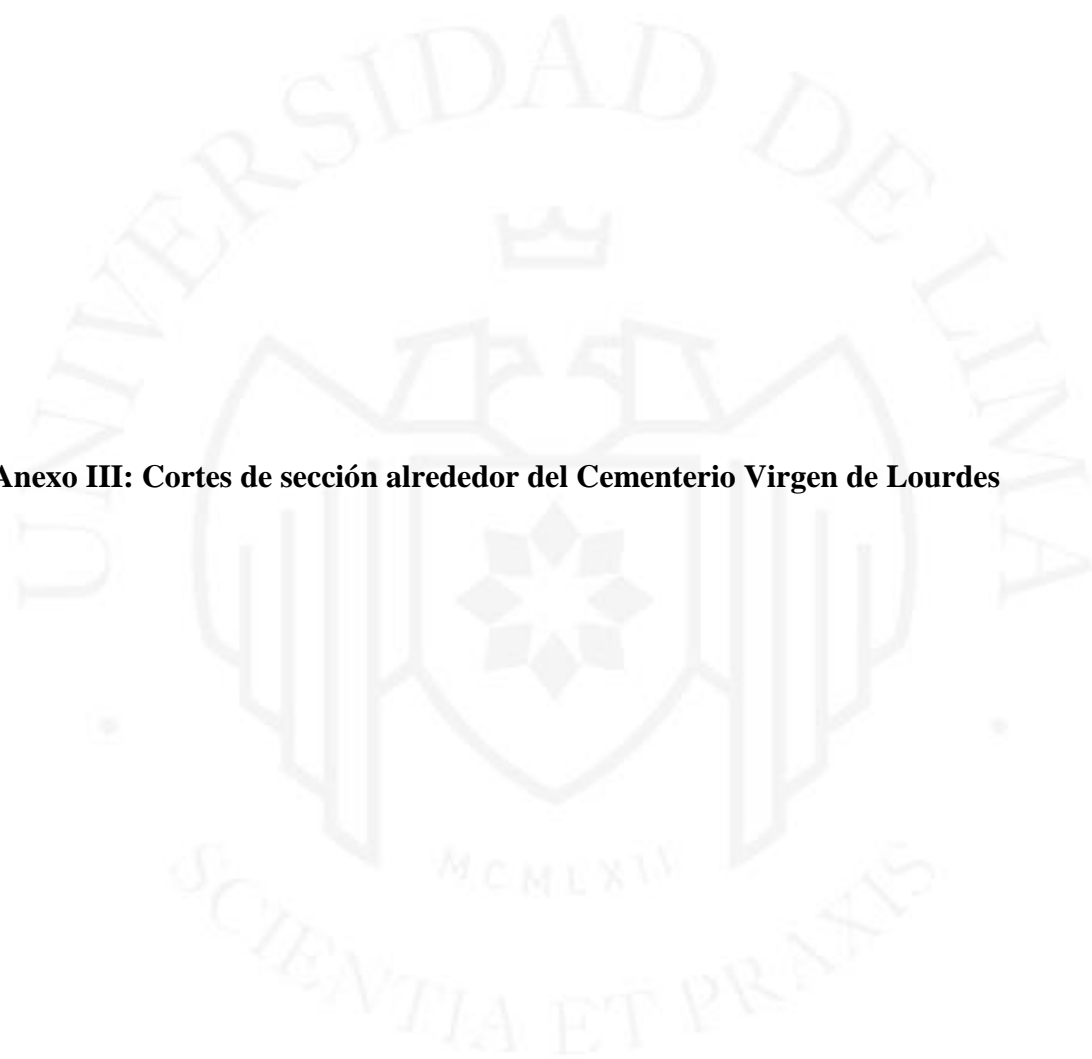 UNIVERSIDAD DE LIMA
Anexo III: Cortes de sección alrededor del Cementerio Virgen de Lourdes
MCMLXII
SCIENTIA ET PRAXIS